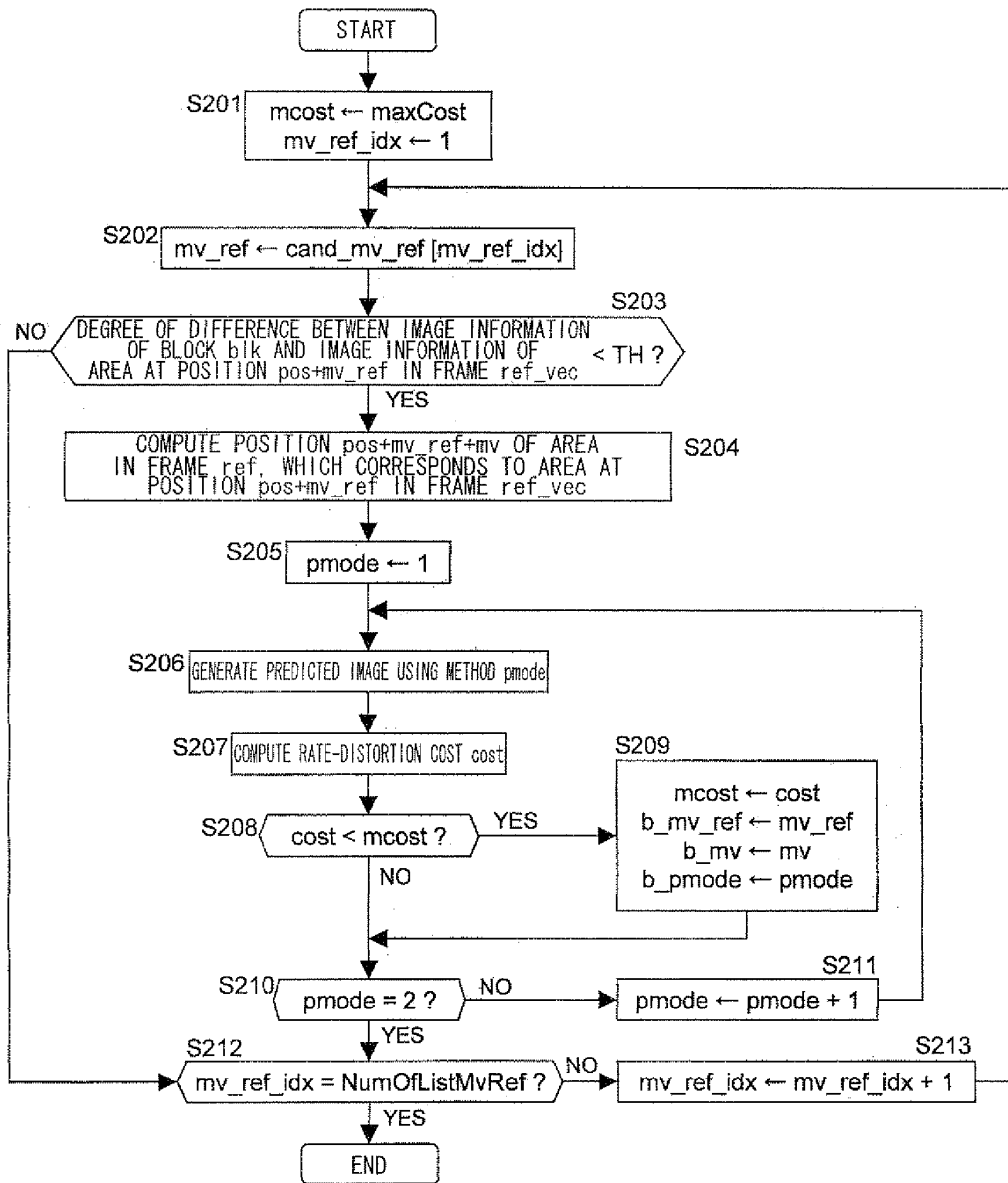 START
S201
mcost ← maxCost
mv_ref_idx ← 1
S202
mv_ref ← cand_mv_ref [mv_ref_idx]
S203
NO
DEGREE OF DIFFERENCE BETWEEN IMAGE INFORMATION
OF BLOCK blk AND IMAGE INFORMATION OF
AREA AT POSITION pos+mv_ref IN FRAME ref_vec
< TH ?
YES
COMPUTE POSITION pos+mv_ref+mv OF AREA
IN FRAME ref, WHICH CORRESPONDS TO AREA AT
POSITION pos+mv_ref IN FRAME ref_vec
S204
S205
pmode ← 1
S206
GENERATE PREDICTED IMAGE USING METHOD pmode
S207
COMPUTE RATE-DISTORTION COST cost
S208
cost < mcost ?
YES
NO
S209
mcost ← cost
b_mv_ref ← mv_ref
b_mv ← mv
b_pmode ← pmode
S210
pmode = 2 ?
NO
YES
S211
pmode ← pmode + 1
S212
mv_ref_idx = NumOfListMvRef ?
NO
YES
S213
mv_ref_idx ← mv_ref_idx + 1
END